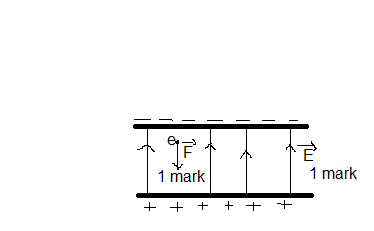 − − − − − − − − −
e
F
E
1 mark
1 mark
+ + + + + +